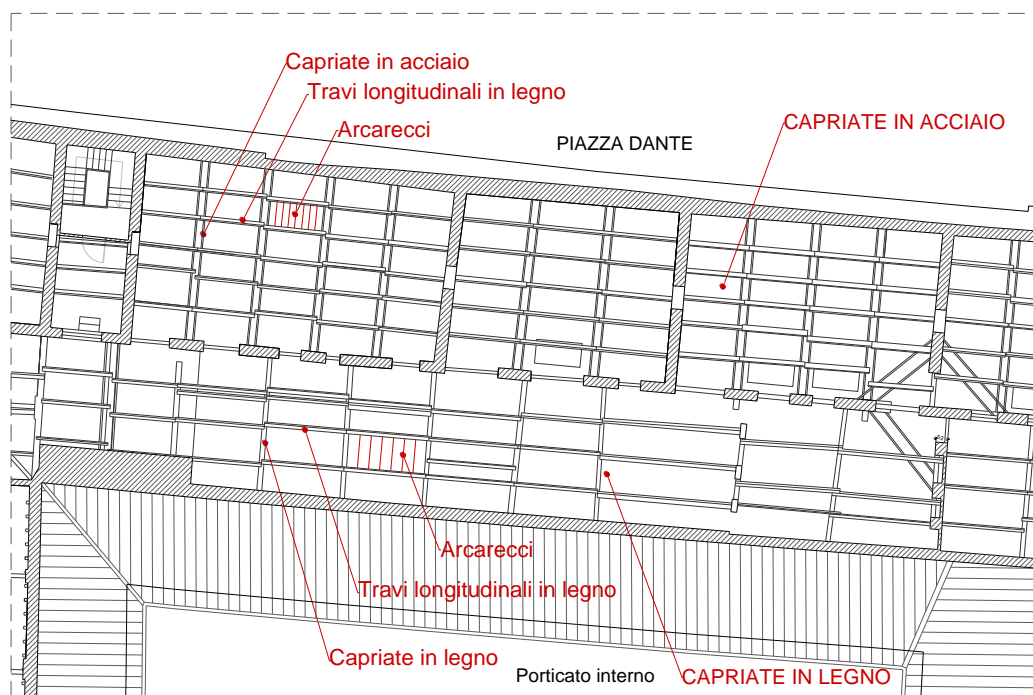 Capriate in acciaio
Travi longitudinali in legno
Arcarecci
CAPRIATE IN ACCIAIO
PIAZZA DANTE
Arcarecci
Travi longitudinali in legno
Capriate in legno
Porticato interno
CAPRIATE IN LEGNO